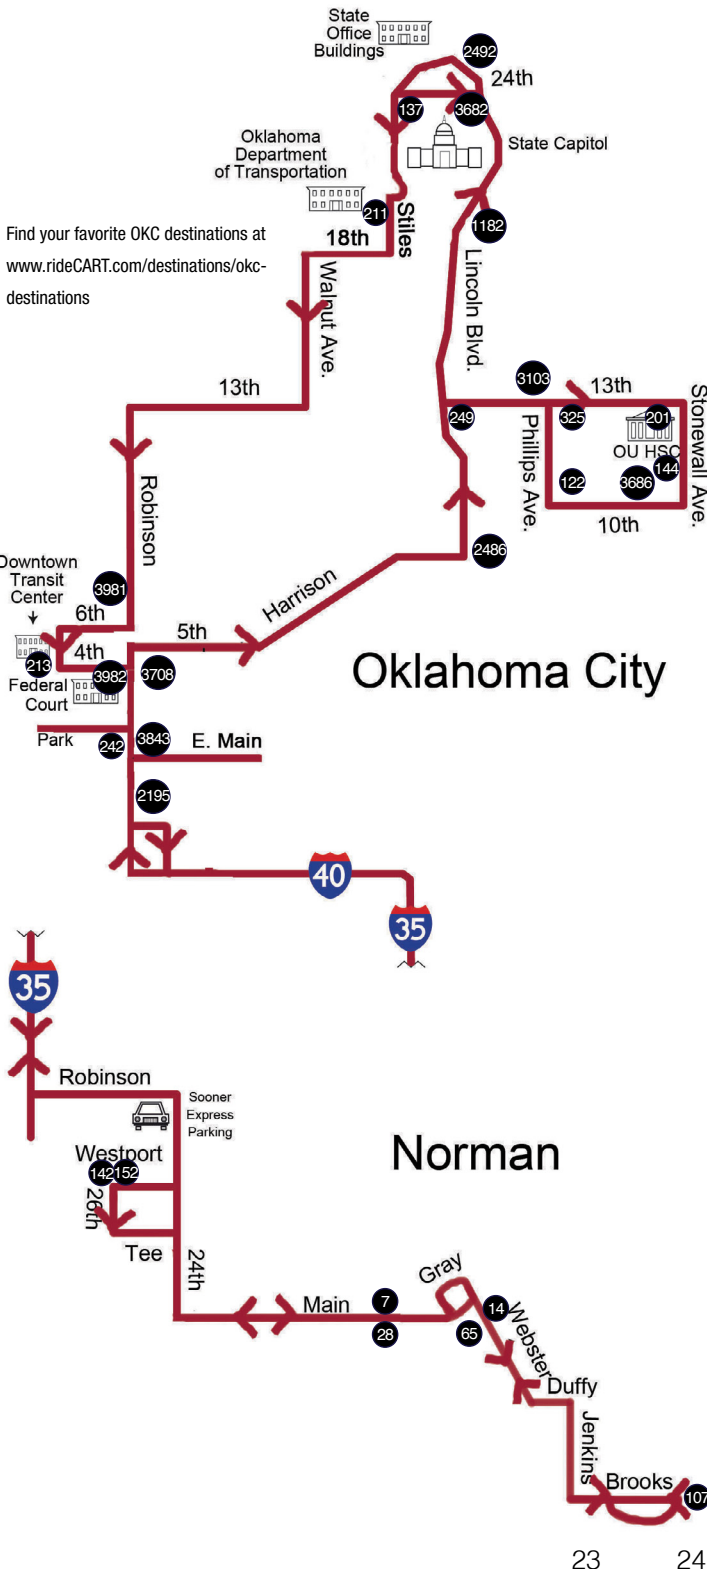 State
Office
Buildings
2492
24th
137
3682
Oklahoma
Department
of Transportation
State Capitol
211
Stiles
1182
Find your favorite OKC destinations at
www.rideCART.com/destinations/okc-
destinations
18th
Walnut Ave.
Lincoln Blvd.
3103
13th
13th
249
325
201
Stonewall Ave.
OU HSC
Phillips Ave.
144
122
3686
10th
Robinson
2486
Downtown
Transit
Center
3981
Harrison
6th
5th
4th
213
3982
3708
Federal
Court
Oklahoma City
Park
242
3843
E. Main
2195
40
35
35
Robinson
Sooner
Express
Parking
Norman
Westport
142
152
26th
Tee
24th
Gray
Main
7
28
65
14
Webster
Duffy
Jenkins
Brooks
107
23
24